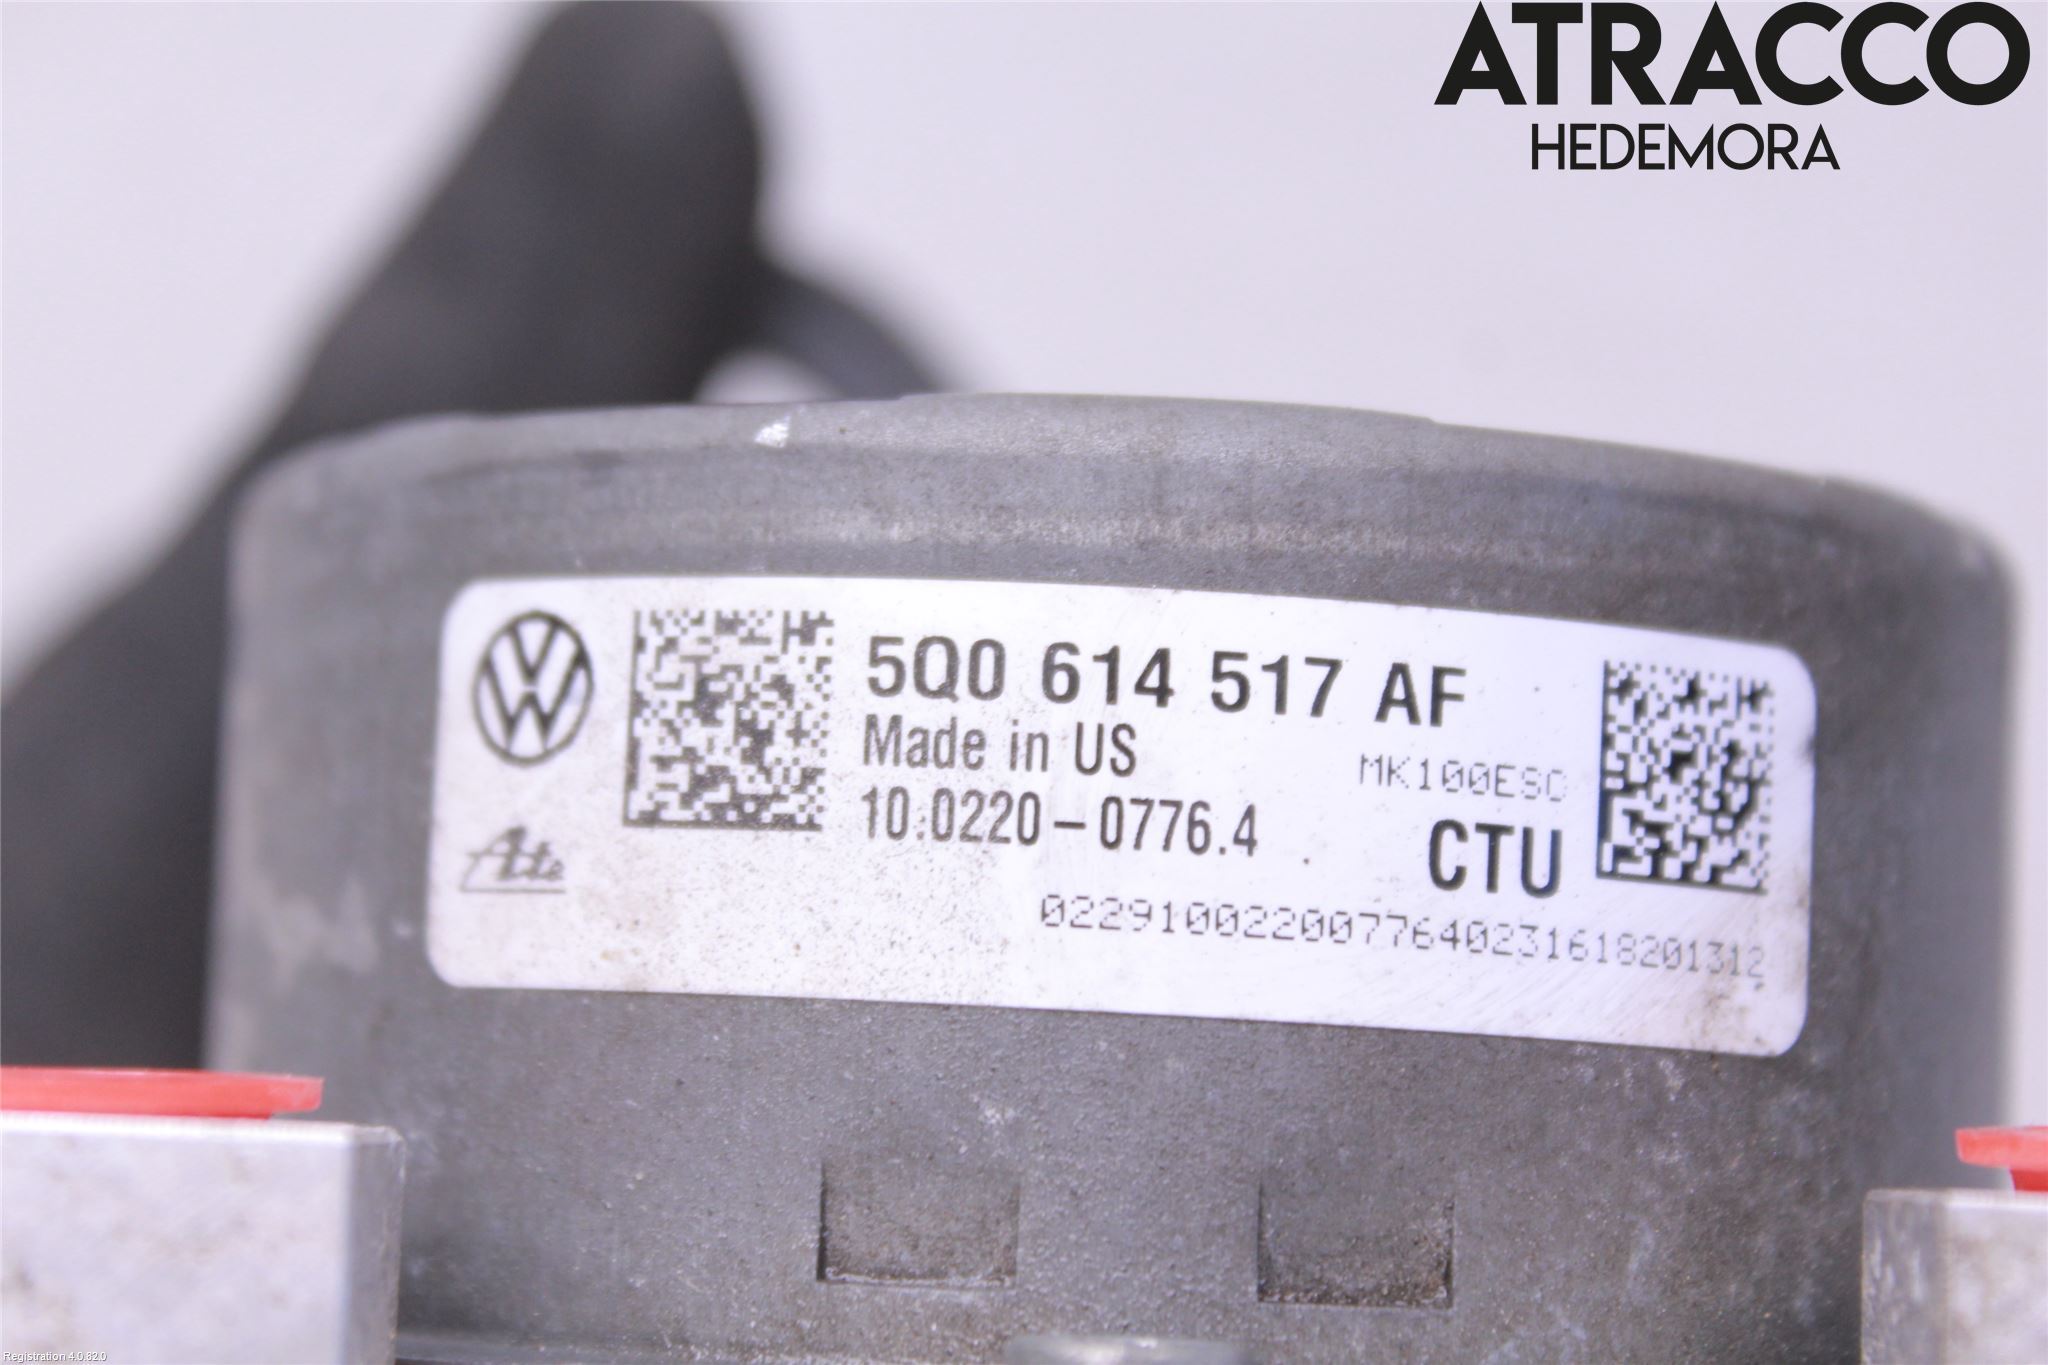 ATRACCO
HEDEMORA
5Q0 614 517 AF
Made in US
MK100ESC
10.0220-0776.4
CTU
Ate
0229100220077640231618201312
Registration 4.0.82.0